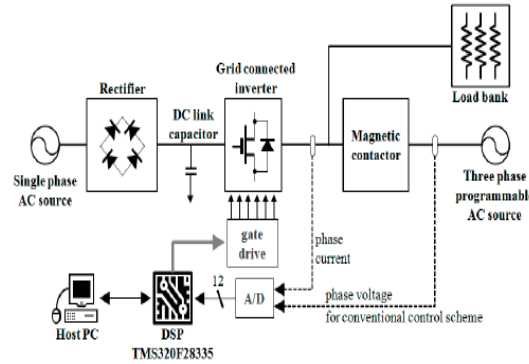 Rectifier
DC link
capacitor
Grid connected
inverter
Load bank
Magnetic
contactor
Single phase
AC source
Three phase
programmable
AC source
gate
drive
phase
current
12
A/D
phase voltage
for conventional control scheme
Host PC
DSP
TMS320F28335